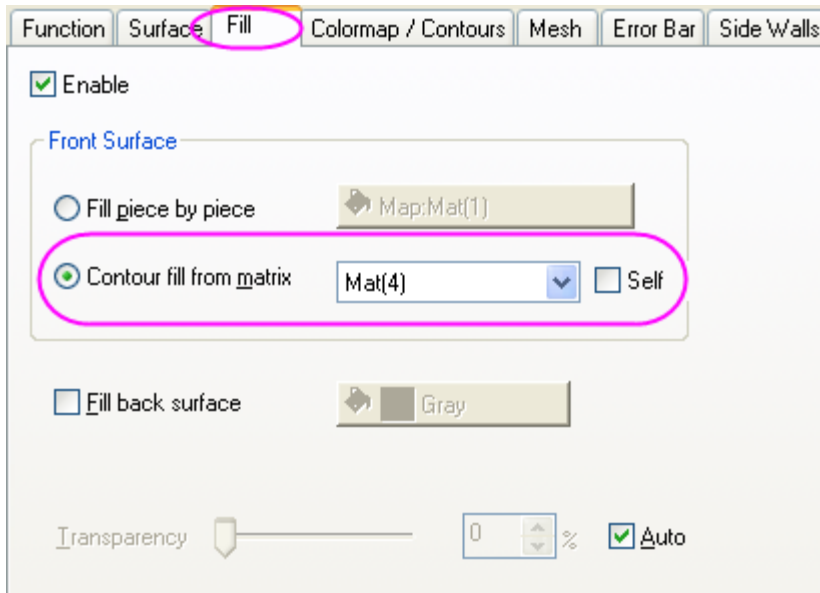 Function Surface Fill Colormap / Contours Mesh Error Bar Side Walls
Enable
Front Surface
Fill piece by piece Map:Mat(1)
Contour fill from matrix Mat(4) Self
Fill back surface Gray
Transparency 0 % Auto